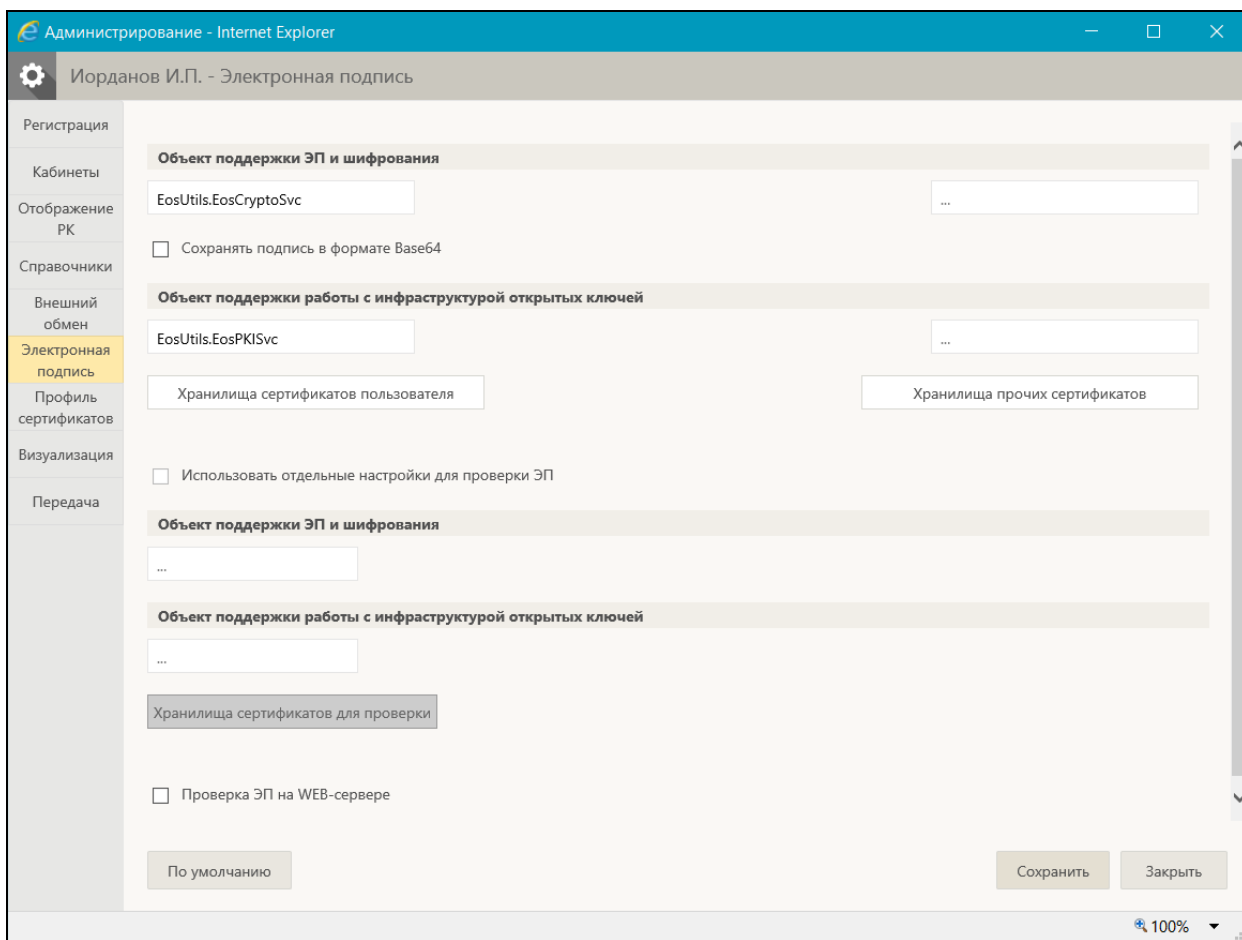 Администрирование - Internet Explorer
Иорданов И.П. - Электронная подпись
Регистрация
Кабинеты
Отображение
РК
Справочники
Внешний
обмен
Электронная
подпись
Профиль
сертификатов
Визуализация
Передача
Объект поддержки ЭП и шифрования
EosUtils.EosCryptoSvc
...
Сохранять подпись в формате Base64
Объект поддержки работы с инфраструктурой открытых ключей
EosUtils.EosPKISvc
...
Хранилища сертификатов пользователя
Хранилища прочих сертификатов
Использовать отдельные настройки для проверки ЭП
Объект поддержки ЭП и шифрования
...
Объект поддержки работы с инфраструктурой открытых ключей
...
Хранилища сертификатов для проверки
Проверка ЭП на WEB-сервере
По умолчанию
Сохранить
Закрыть
100%